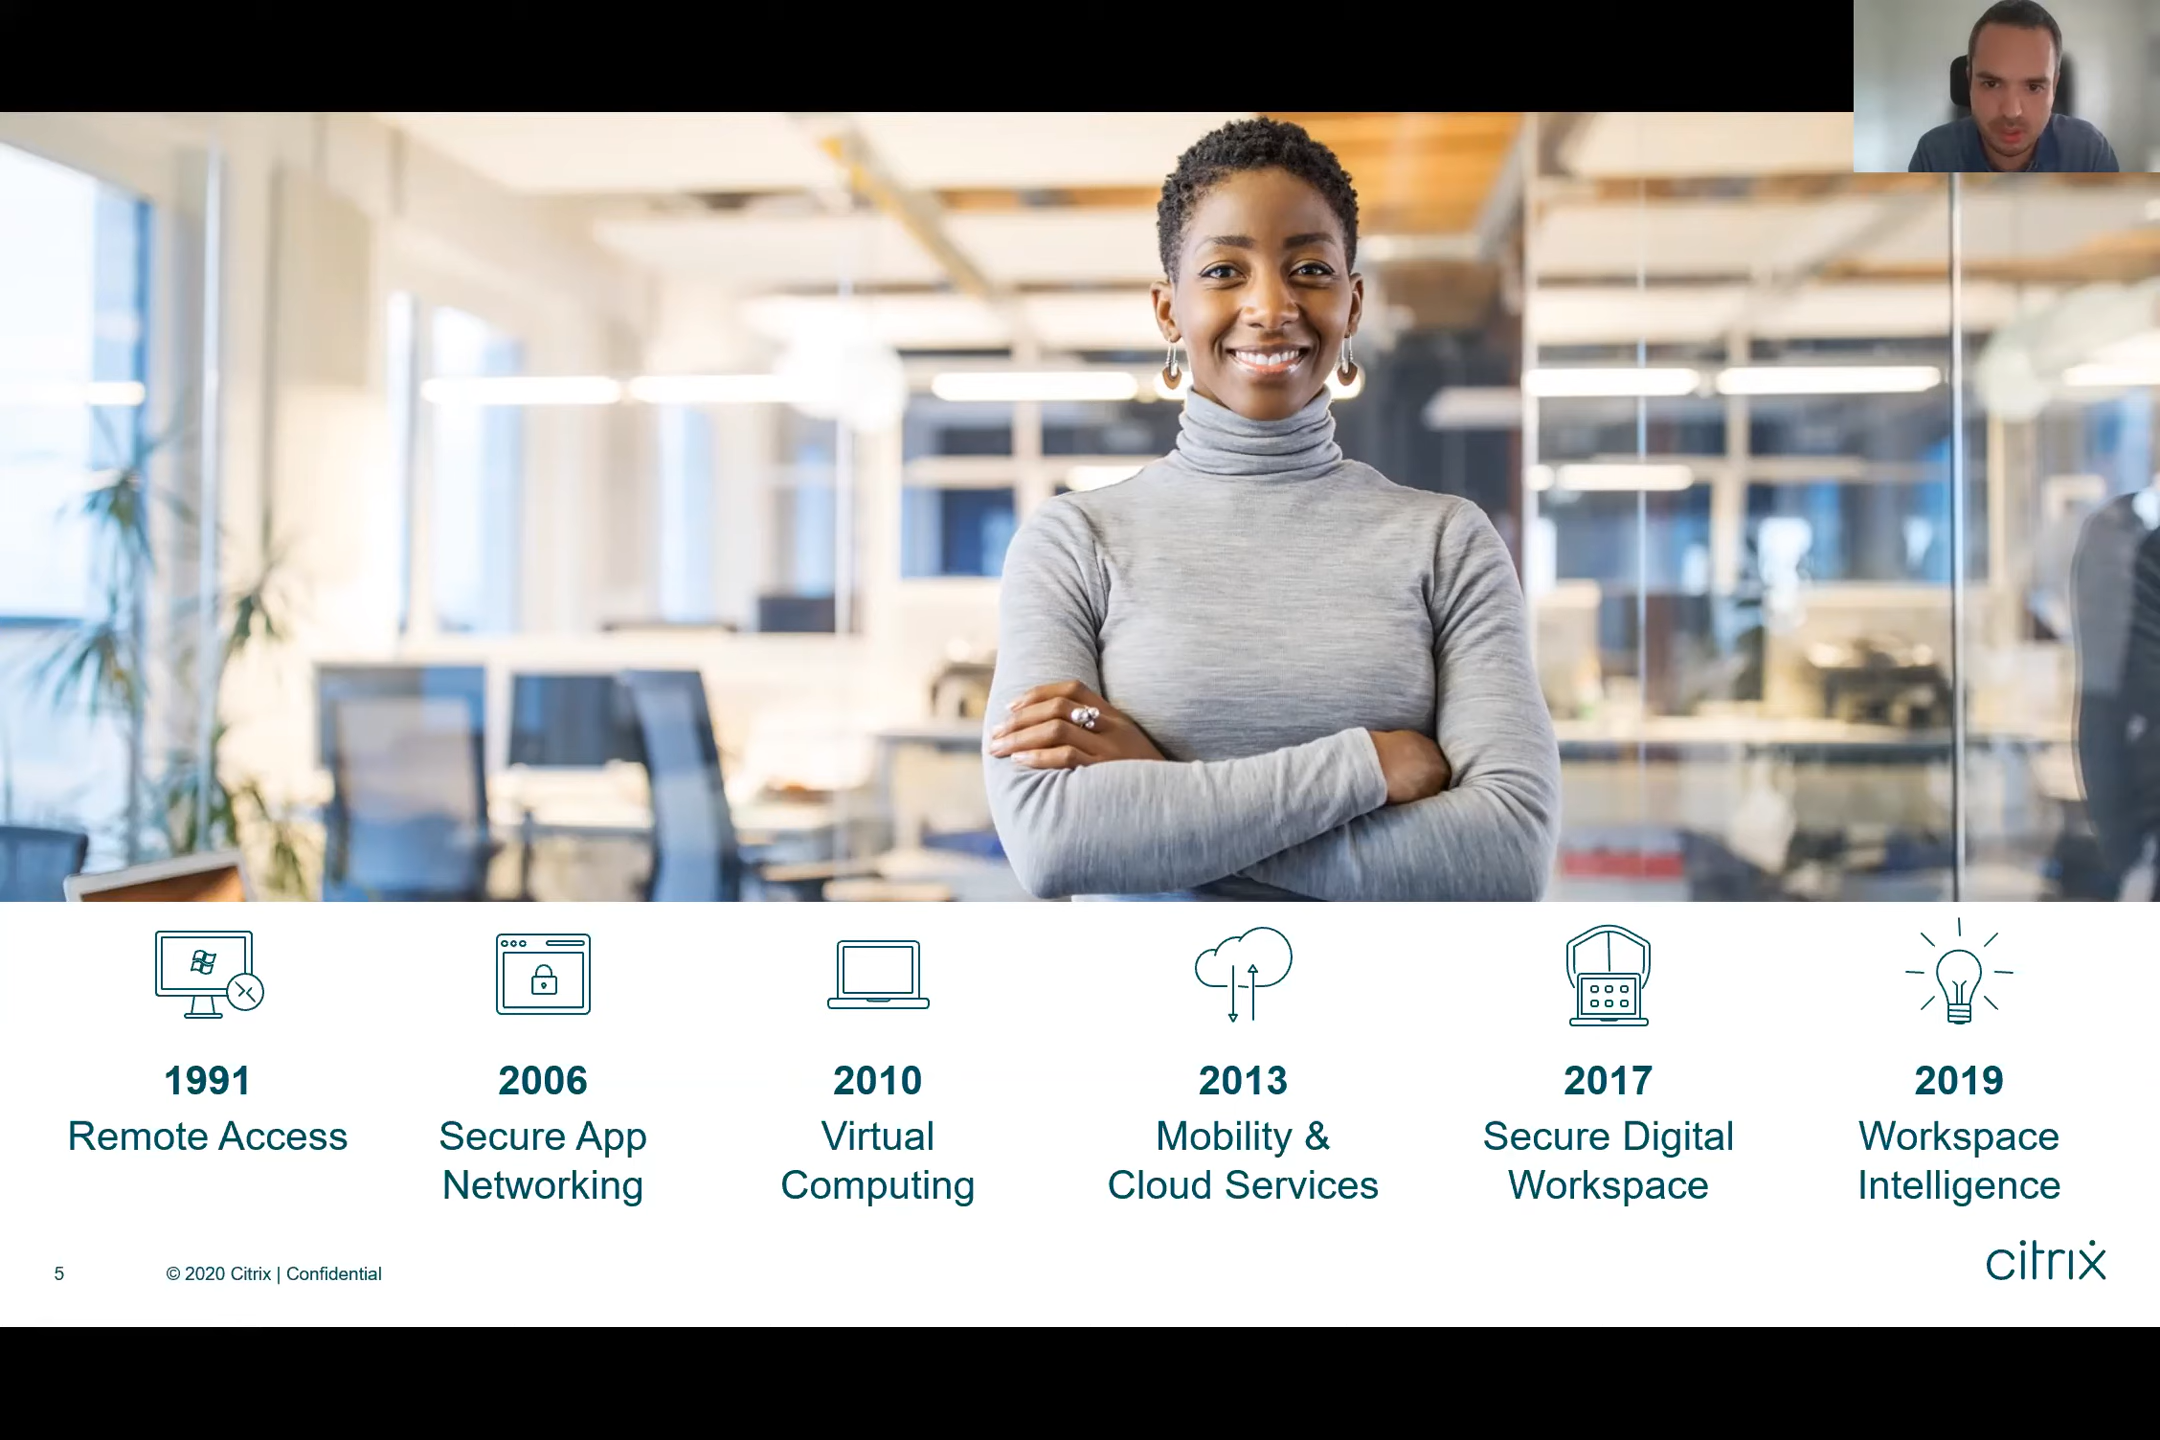 1991
Remote Access
2006
Secure App
Networking
2010
Virtual
Computing
2013
Mobility &
Cloud Services
2017
Secure Digital
Workspace
2019
Workspace
Intelligence
5
© 2020 Citrix | Confidential
citrix